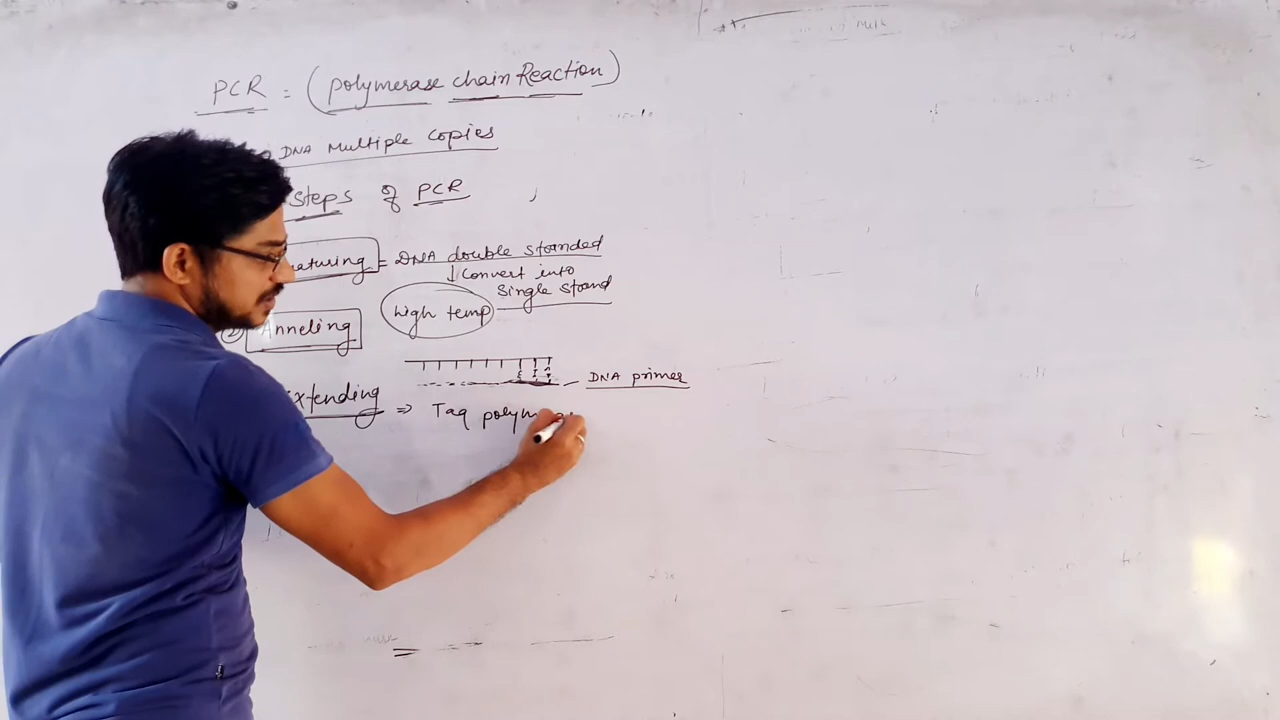 PCR = (polymerase chain Reaction)
DNA Multiple Copies
Steps of PCR
= DNA double stranded
↓ Convert into
Single strand
High temp
2) Anneling
DNA primer
⇒ Taq